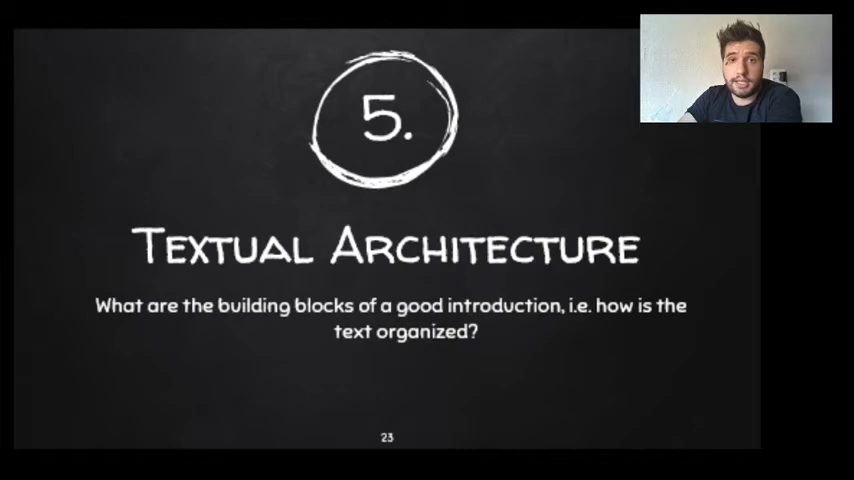 5.
Textual Architecture
What are the building blocks of a good introduction, i.e. how is the
text organized?
23